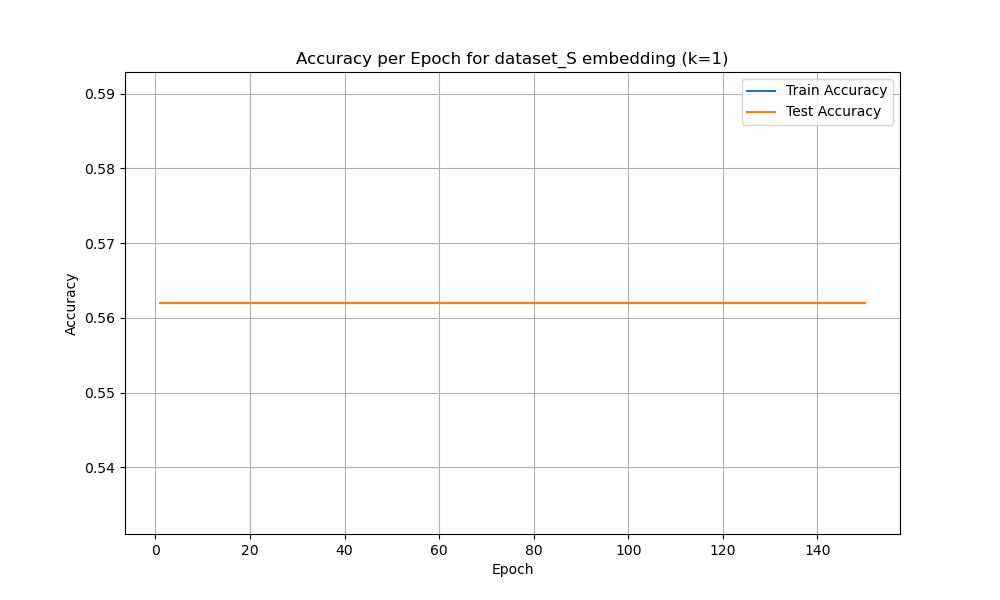 Accuracy per Epoch for dataset_S embedding (k=1)
Train Accuracy
Test Accuracy
0.59
0.58
0.57
0.56
0.55
0.54
Accuracy
0
20
40
60
80
100
120
140
Epoch